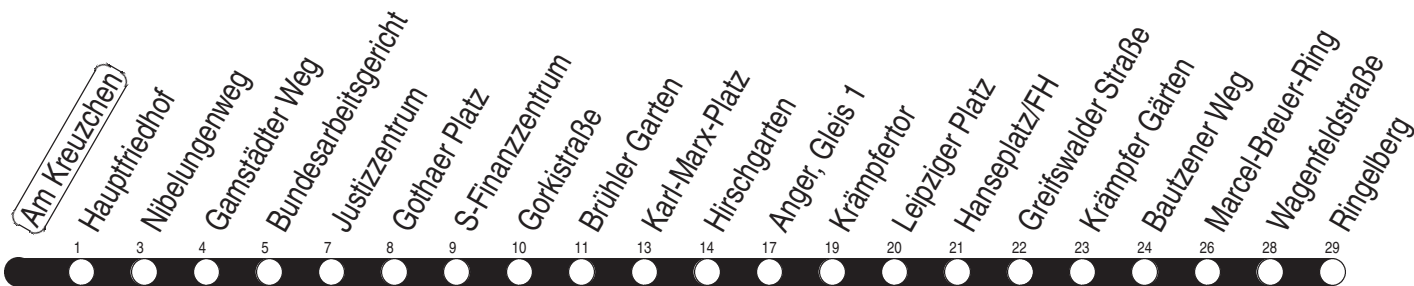 Am Kreuzchen
Hauptfriedhof
Nibelungenweg
Gamstädter Weg
Bundesarbeitsgericht
Justizzentrum
Gothaer Platz
S-Finanzzentrum
Gorkistraße
Brühler Garten
Karl-Marx-Platz
Hirschgarten
Anger, Gleis 1
Krämpfertor
Leipziger Platz
Hanseplatz/FH
Greifswalder Straße
Krämpfer Gärten
Bautzener Weg
Marcel-Breuer-Ring
Wagenfeldstraße
Ringelberg
1 3 4 5 7 8 9 10 11 13 14 17 19 20 21 22 23 24 26 28 29